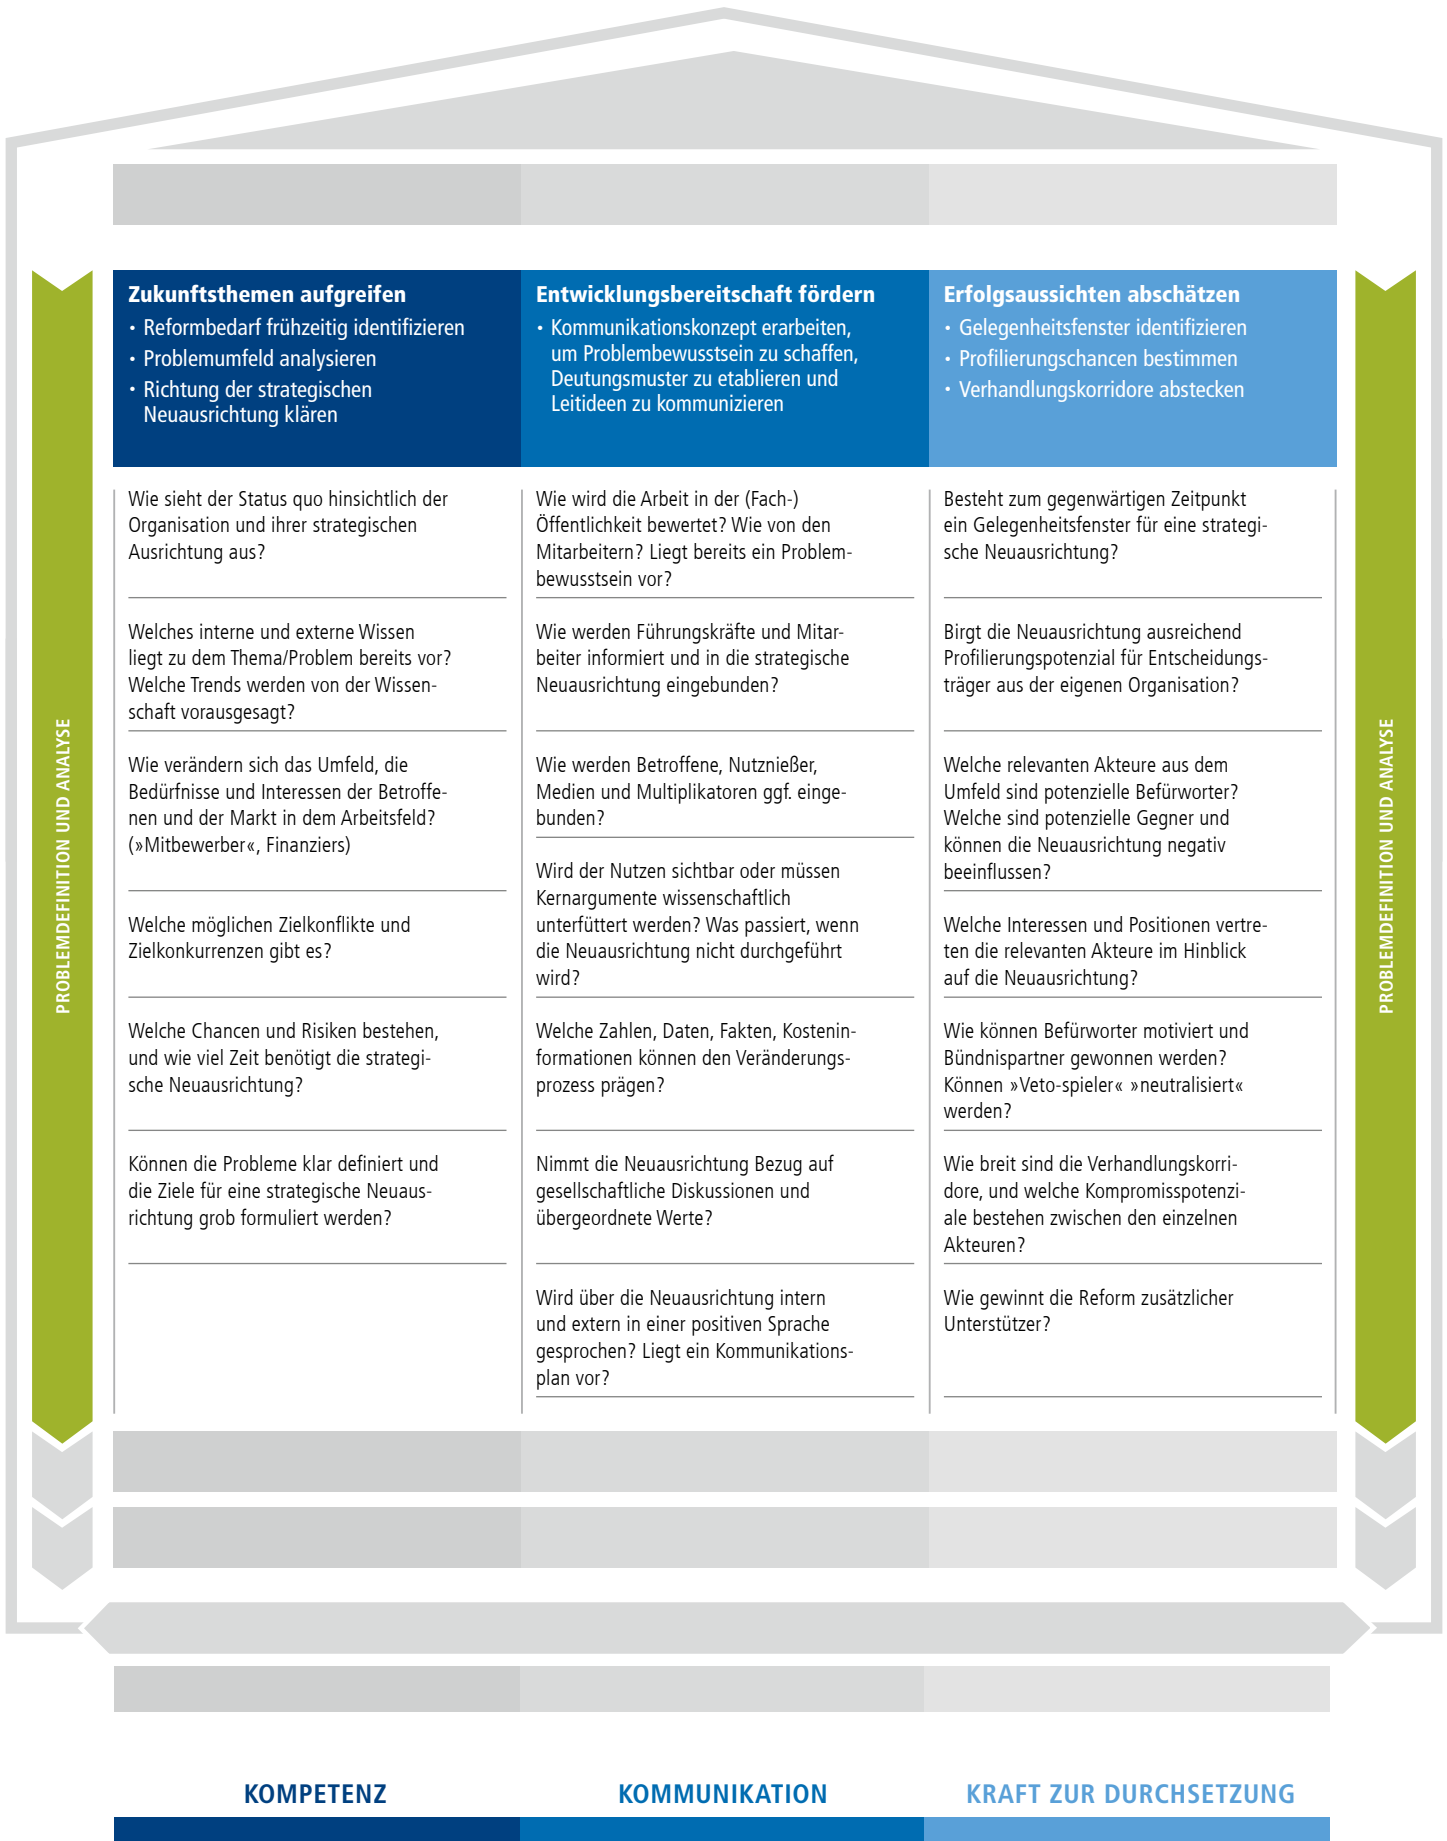 Zukunftsthemen aufgreifen
• Reformbedarf frühzeitig identifizieren
• Problemumfeld analysieren
• Richtung der strategischen
Neuausrichtung klären
Entwicklungsbereitschaft fördern
• Kommunikationskonzept erarbeiten,
um Problembewusstsein zu schaffen,
Deutungsmuster zu etablieren und
Leitideen zu kommunizieren
Erfolgsaussichten abschätzen
• Gelegenheitsfenster identifizieren
• Profilierungschancen bestimmen
• Verhandlungskorridore abstecken
PROBLEMDEFINITION UND ANALYSE
Wie sieht der Status quo hinsichtlich der
Organisation und ihrer strategischen
Ausrichtung aus?
Welches interne und externe Wissen
liegt zu dem Thema/Problem bereits vor?
Welche Trends werden von der Wissen-
schaft vorausgesagt?
Wie verändern sich das Umfeld, die
Bedürfnisse und Interessen der Betroffe-
nen und der Markt in dem Arbeitsfeld?
(»Mitbewerber«, Finanziers)
Welche möglichen Zielkonflikte und
Zielkonkurrenzen gibt es?
Welche Chancen und Risiken bestehen,
und wie viel Zeit benötigt die strategi-
sche Neuausrichtung?
Können die Probleme klar definiert und
die Ziele für eine strategische Neuaus-
richtung grob formuliert werden?
Wie wird die Arbeit in der (Fach-)
Öffentlichkeit bewertet? Wie von den
Mitarbeitern? Liegt bereits ein Problem-
bewusstsein vor?
Wie werden Führungskräfte und Mitar-
beiter informiert und in die strategische
Neuausrichtung eingebunden?
Wie werden Betroffene, Nutznießer,
Medien und Multiplikatoren ggf. einge-
bunden?
Wird der Nutzen sichtbar oder müssen
Kernargumente wissenschaftlich
unterfüttert werden? Was passiert, wenn
die Neuausrichtung nicht durchgeführt
wird?
Welche Zahlen, Daten, Fakten, Kostenin-
formationen können den Veränderungs-
prozess prägen?
Nimmt die Neuausrichtung Bezug auf
gesellschaftliche Diskussionen und
übergeordnete Werte?
Wird über die Neuausrichtung intern
und extern in einer positiven Sprache
gesprochen? Liegt ein Kommunikations-
plan vor?
Besteht zum gegenwärtigen Zeitpunkt
ein Gelegenheitsfenster für eine strategi-
sche Neuausrichtung?
Birgt die Neuausrichtung ausreichend
Profilierungspotenzial für Entscheidungs-
träger aus der eigenen Organisation?
Welche relevanten Akteure aus dem
Umfeld sind potenzielle Befürworter?
Welche sind potenzielle Gegner und
können die Neuausrichtung negativ
beeinflussen?
Welche Interessen und Positionen vertre-
ten die relevanten Akteure im Hinblick
auf die Neuausrichtung?
Wie können Befürworter motiviert und
Bündnispartner gewonnen werden?
Können »Veto-spieler« »neutralisiert«
werden?
Wie breit sind die Verhandlungskorri-
dore, und welche Kompromisspotenzi-
ale bestehen zwischen den einzelnen
Akteuren?
Wie gewinnt die Reform zusätzlicher
Unterstützer?
PROBLEMDEFINITION UND ANALYSE
KOMPETENZ
KOMMUNIKATION
KRAFT ZUR DURCHSETZUNG